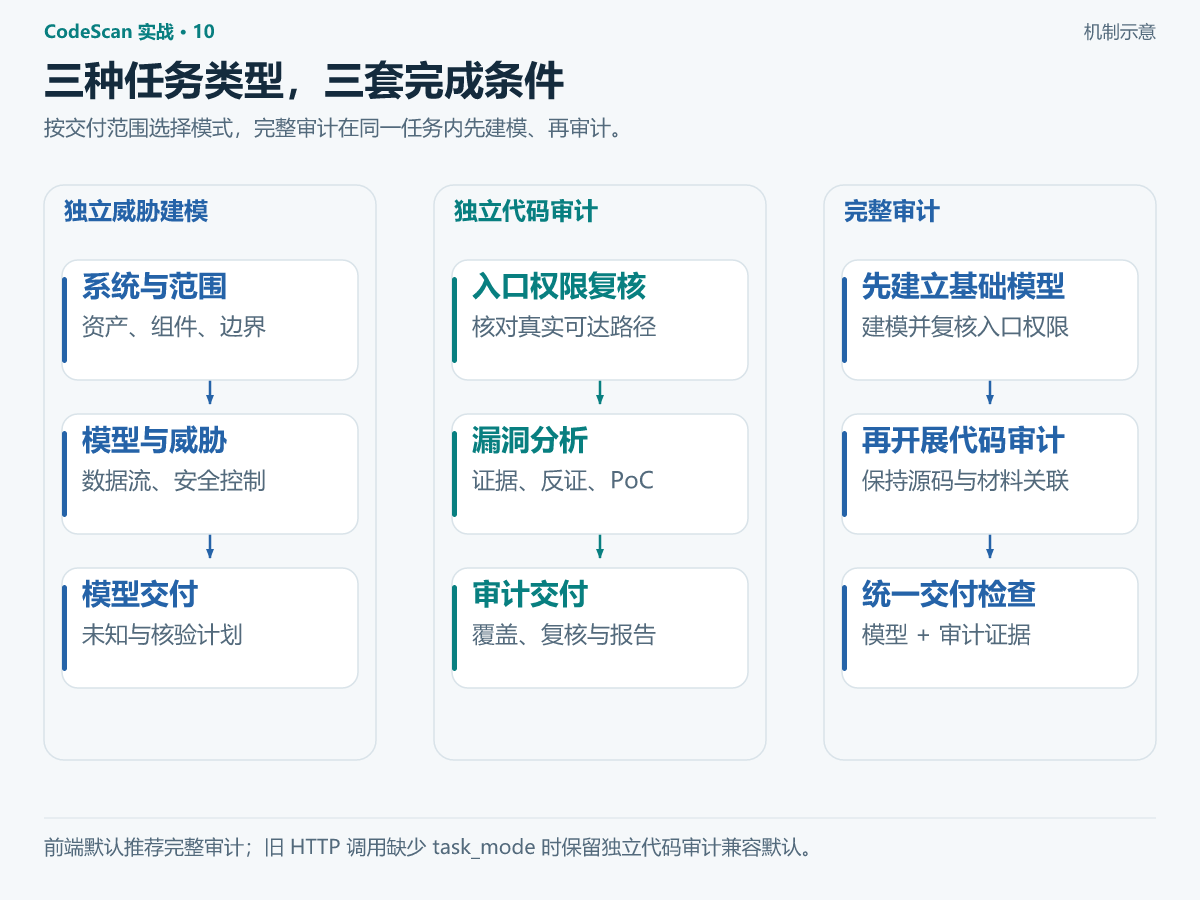 CodeScan 实战 • 10
机制示意
三种任务类型，三套完成条件
按交付范围选择模式，完整审计在同一任务内先建模、再审计。
独立威胁建模
系统与范围
资产、组件、边界
模型与威胁
数据流、安全控制
模型交付
未知与核验计划
独立代码审计
入口权限复核
核对真实可达路径
漏洞分析
证据、反证、PoC
审计交付
覆盖、复核与报告
完整审计
先建立基础模型
建模并复核入口权限
再开展代码审计
保持源码与材料关联
统一交付检查
模型 + 审计证据
前端默认推荐完整审计；旧 HTTP 调用缺少 task_mode 时保留独立代码审计兼容默认。